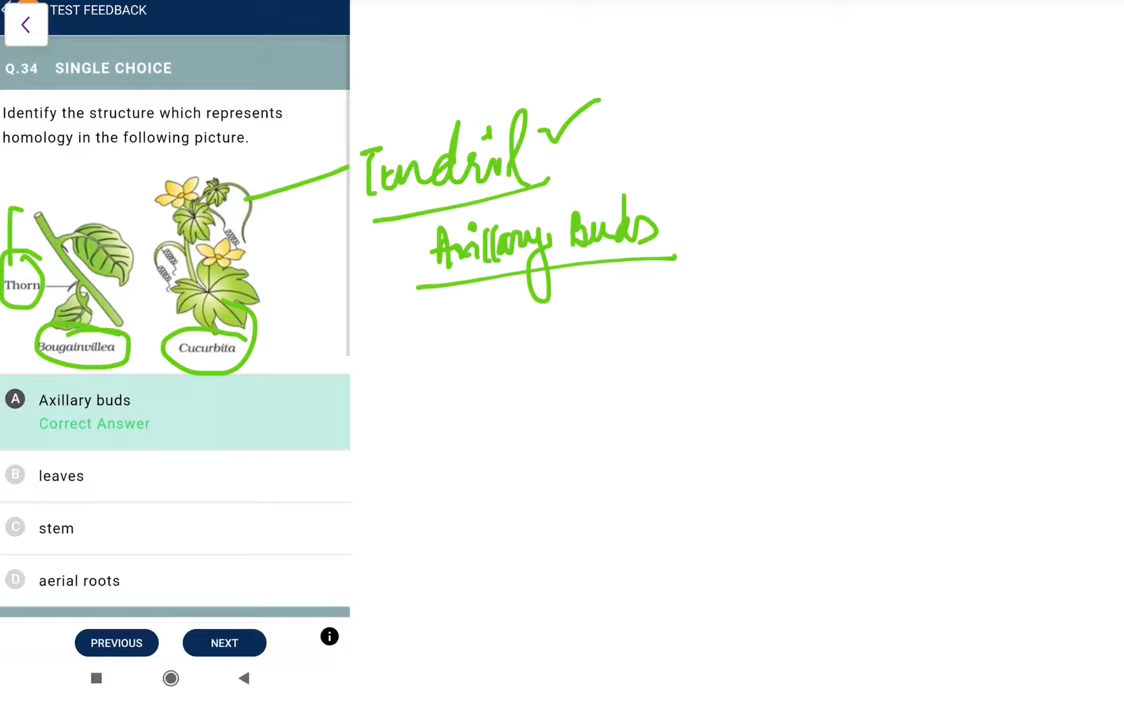 TEST FEEDBACK
Q.34 SINGLE CHOICE
Identify the structure which represents
homology in the following picture.
Tendril
Axillary Buds
Thorn
Bougainvillea
Cucurbita
A Axillary buds
Correct Answer
B leaves
C stem
D aerial roots
PREVIOUS NEXT